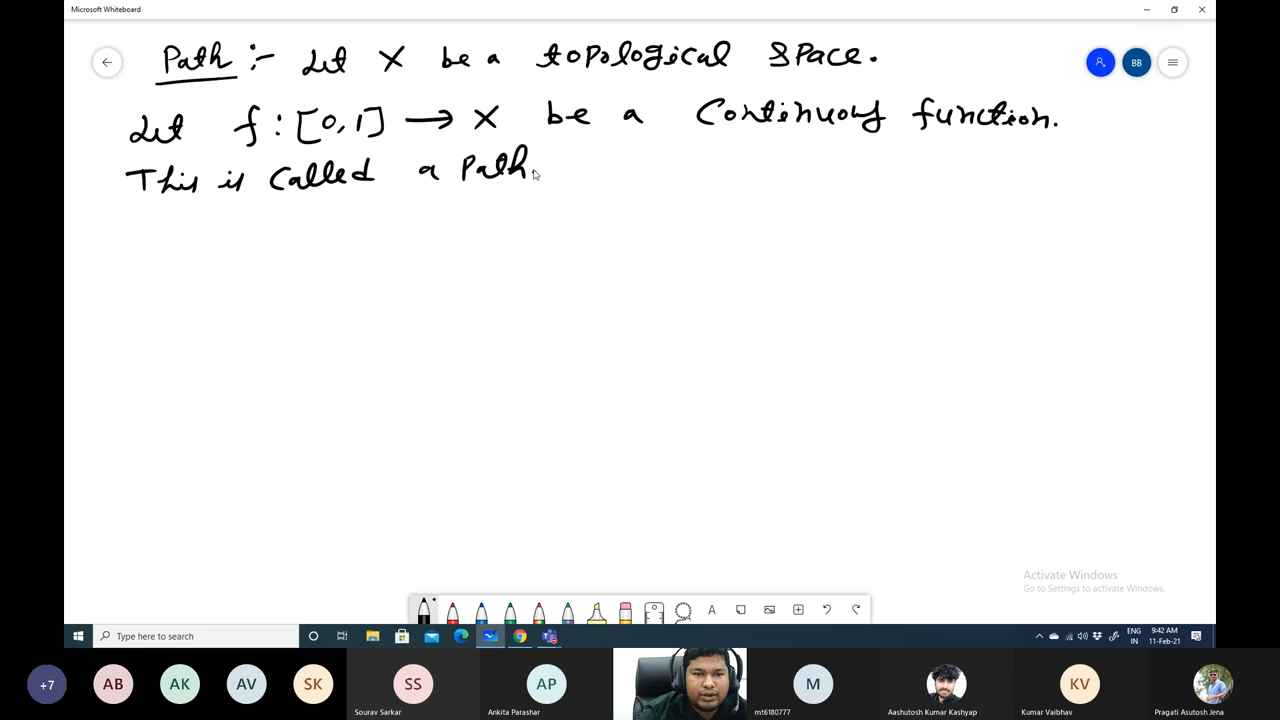 Microsoft Whiteboard
Path :- Let X be a topological space.
BB
Let f : [0,1] → X be a Continuous function.
This is called a Path.
Activate Windows
Go to Settings to activate Windows.
A
Type here to search
ENG
IN
9:42 AM
11-Feb-21
+7
AB
AK
AV
SK
SS
AP
M
KV
Sourav Sarkar
Ankita Parashar
mt6180777
Aashutosh Kumar Kashyap
Kumar Vaibhav
Pragati Asutosh Jena